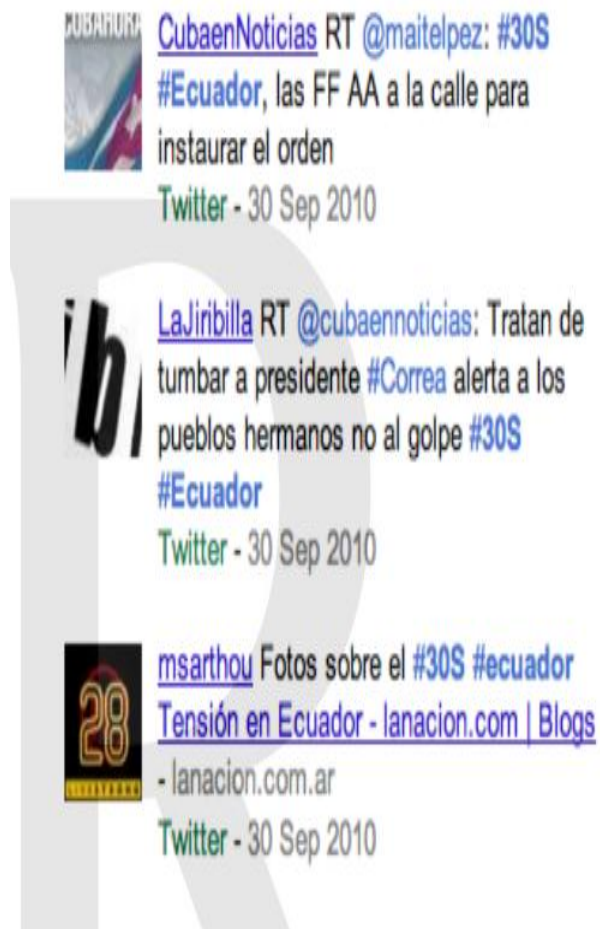 CUBAHORA
CubaenNoticias RT @maitelpez: #30S
#Ecuador, las FF AA a la calle para
instaurar el orden
Twitter - 30 Sep 2010
b
LaJiribilla RT @cubaennoticias: Tratan de
tumbar a presidente #Correa alerta a los
pueblos hermanos no al golpe #30S
#Ecuador
Twitter - 30 Sep 2010
28
LIVESTRONG
msarthou Fotos sobre el #30S #ecuador
Tensión en Ecuador - lanacion.com | Blogs
- lanacion.com.ar
Twitter - 30 Sep 2010
R